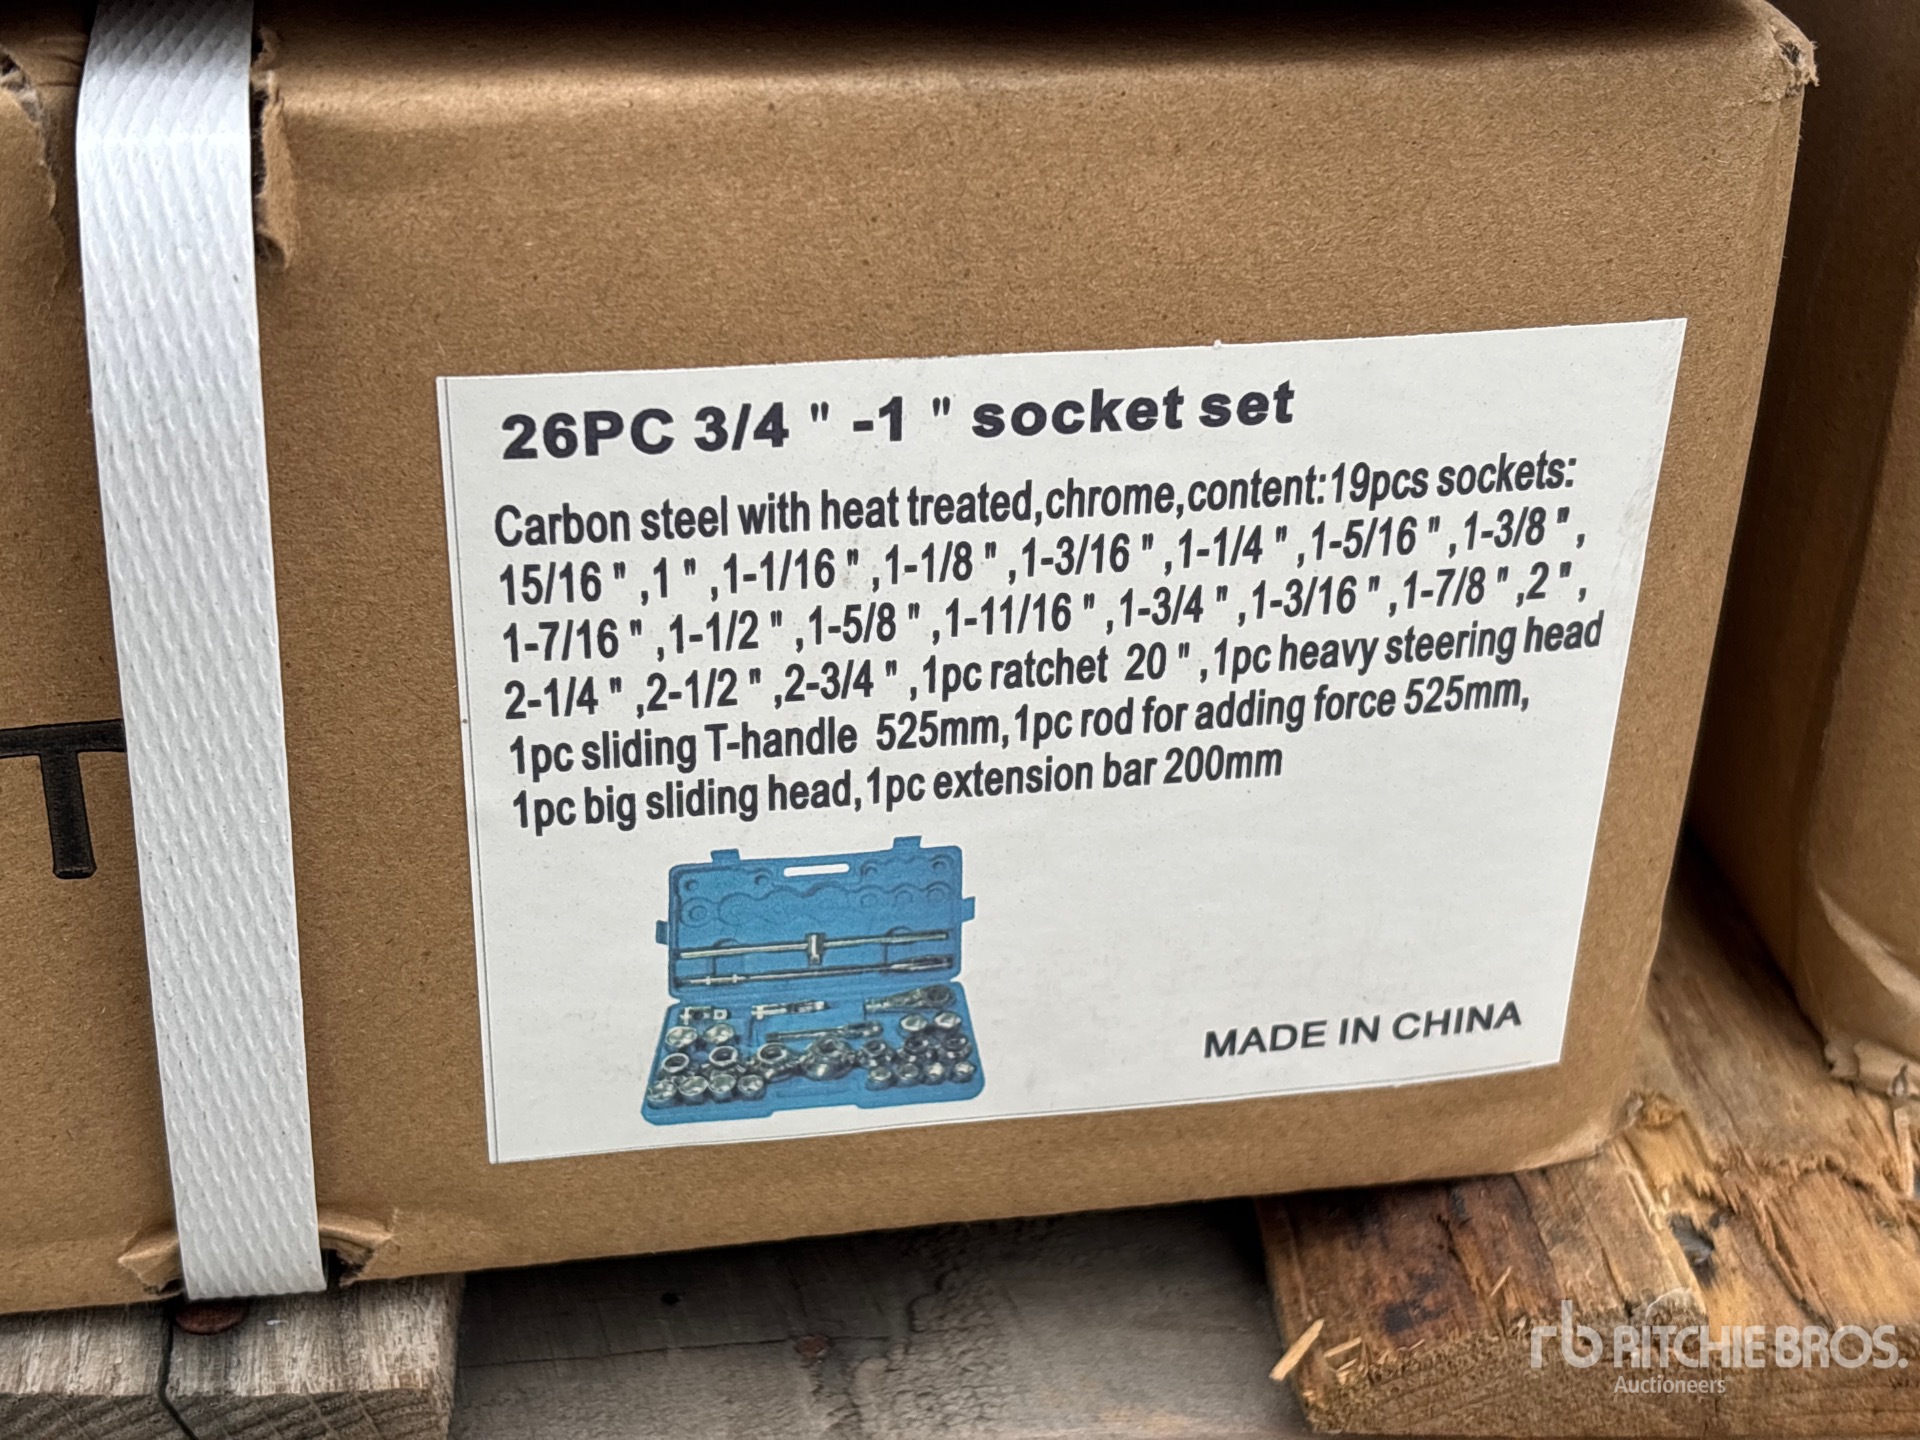 26PC 3/4 " -1 " socket set
Carbon steel with heat treated,chrome,content:19pcs sockets:
15/16 " ,1 " ,1-1/16 " ,1-1/8 " ,1-3/16 " ,1-1/4 " ,1-5/16 " ,1-3/8 " ,
1-7/16 " ,1-1/2 " ,1-5/8 " ,1-11/16 " ,1-3/4 " ,1-3/16 " ,1-7/8 " ,2 " ,
2-1/4 " ,2-1/2 " ,2-3/4 " ,1pc ratchet 20 " ,1pc heavy steering head
1pc sliding T-handle 525mm,1pc rod for adding force 525mm,
1pc big sliding head,1pc extension bar 200mm
MADE IN CHINA
T
rb RITCHIE BROS.
Auctioneers